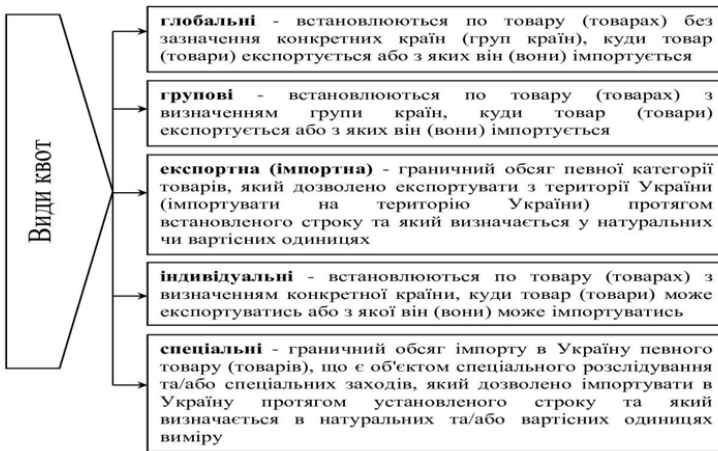 Види квот
глобальні - встановлюються по товару (товарах) без
зазначення конкретних країн (груп країн), куди товар
(товари) експортується або з яких він (вони) імпортується
групові - встановлюються по товару (товарах) з
визначенням групи країн, куди товар (товари)
експортується або з яких він (вони) імпортується
експортна (імпортна) - граничний обсяг певної категорії
товарів, який дозволено експортувати з території України
(імпортувати на територію України) протягом
встановленого строку та який визначається у натуральних
чи вартісних одиницях
індивідуальні - встановлюються по товару (товарах) з
визначенням конкретної країни, куди товар (товари) може
експортуватись або з якої він (вони) може імпортуватись
спеціальні - граничний обсяг імпорту в Україну певного
товару (товарів), що є об'єктом спеціального розслідування
та/або спеціальних заходів, який дозволено імпортувати в
Україну протягом установленого строку та який
визначається в натуральних та/або вартісних одиницях
виміру